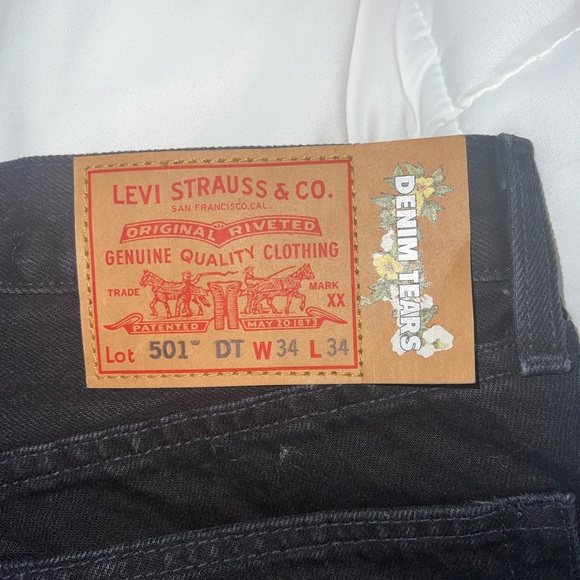 LEVI STRAUSS & CO.
SAN FRANCISCO, CAL.
ORIGINAL RIVETED
GENUINE QUALITY CLOTHING
TRADE MARK
XX
PATENTED MAY 20 1873
Lot 501™ DT W 34 L 34
DENIM TEARS